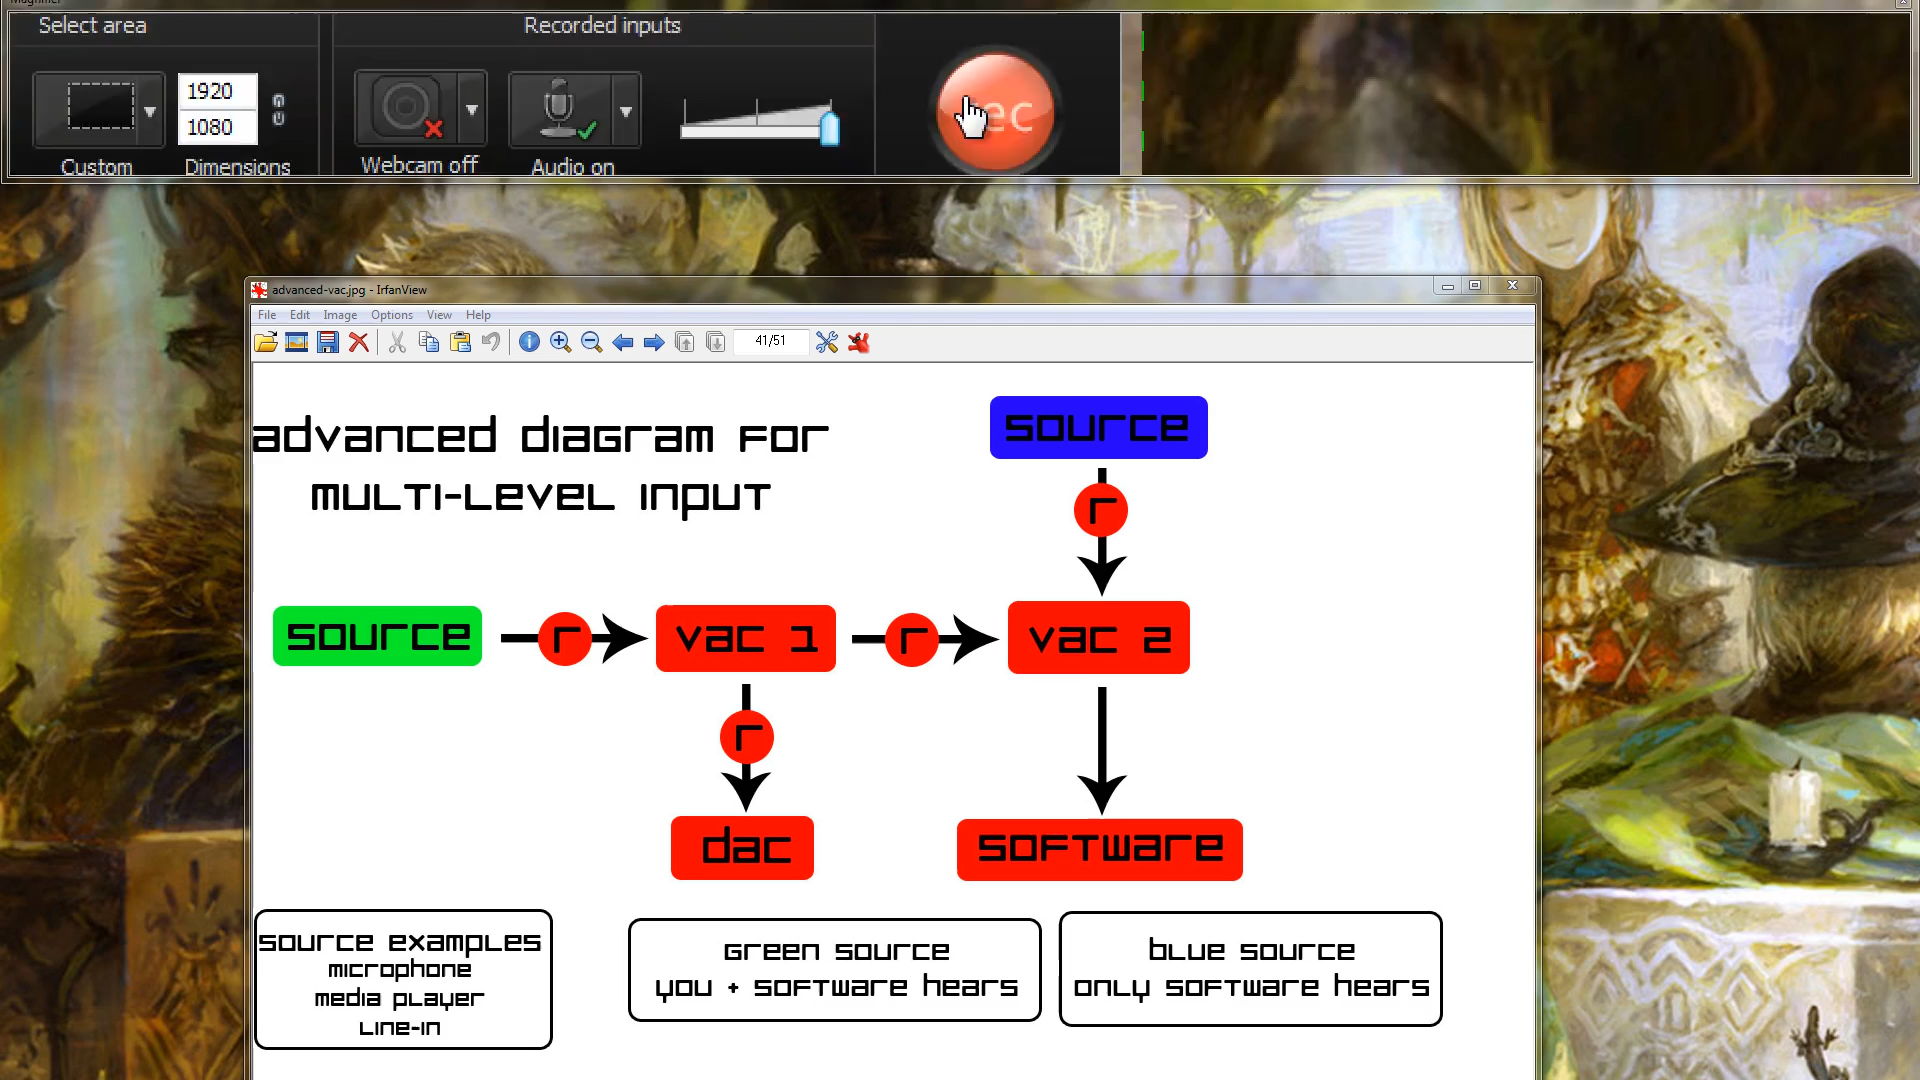 Magnifier
Select area
Recorded inputs
1920
1080
rec
Custom
Dimensions
Webcam off
Audio on
advanced-vac.jpg - IrfanView
File Edit Image Options View Help
41/51
advanced diagram for
multi-level input
source
r
source
r
vac 1
r
vac 2
r
dac
software
source examples
microphone
media player
line-in
green source
you + software hears
blue source
only software hears